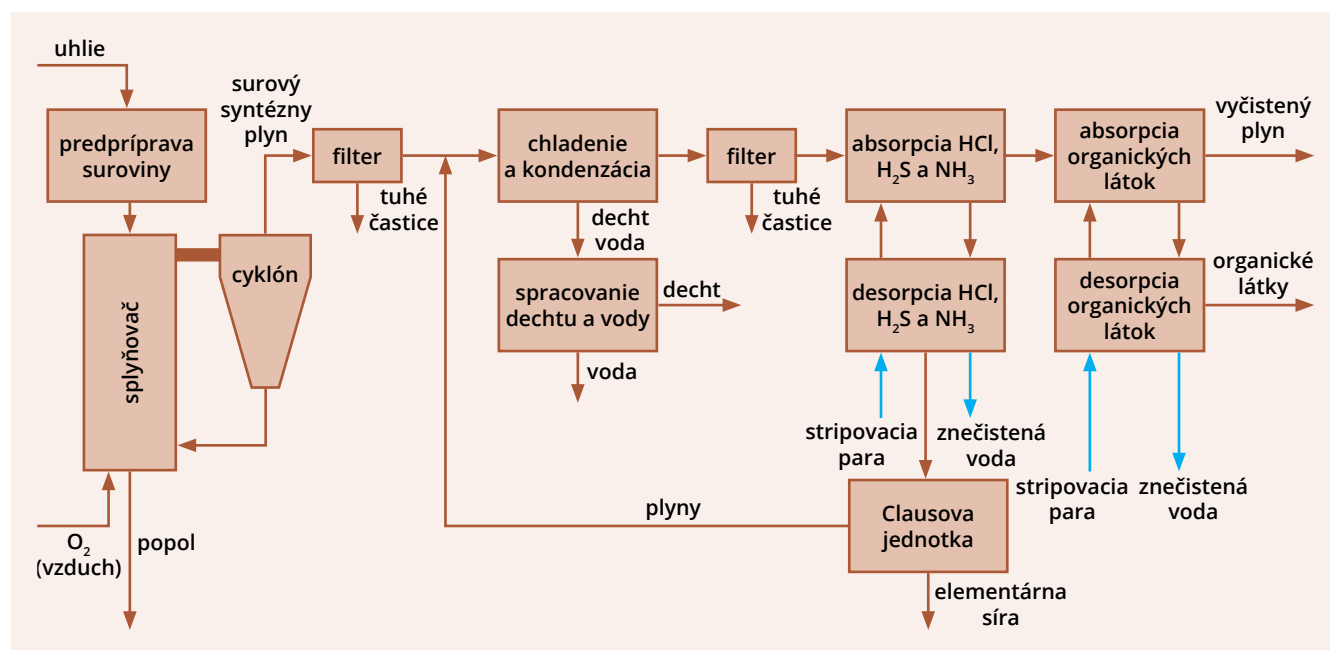 uhlie
predpríprava
suroviny
surový
syntézny
plyn
filter
tuhé
častice
chladenie
a kondenzácia
filter
tuhé
častice
absorpcia HCl,
H₂S a NH₃
absorpcia
organických
látok
vyčistený
plyn
splyňovač
cyklón
decht
voda
spracovanie
dechtu a vody
decht
voda
desorpcia HCl,
H₂S a NH₃
desorpcia
organických
látok
organické
látky
stripovacia
para
znečistená
voda
stripovacia
para
znečistená
voda
plyny
Clausova
jednotka
O₂
(vzduch)
popol
elementárna
síra